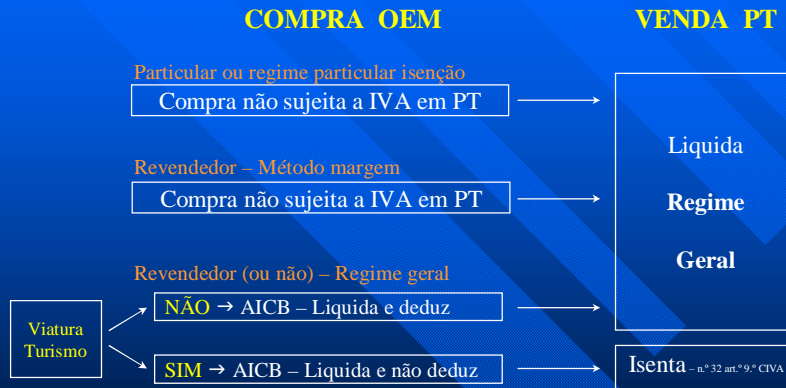 COMPRA OEM
VENDA PT
Particular ou regime particular isenção
Compra não sujeita a IVA em PT
Revendedor – Método margem
Compra não sujeita a IVA em PT
Liquida
Regime
Geral
Revendedor (ou não) – Regime geral
Viatura
Turismo
NÃO → AICB – Liquida e deduz
SIM → AICB – Liquida e não deduz
Isenta – n.º 32 art.º 9.º CIVA